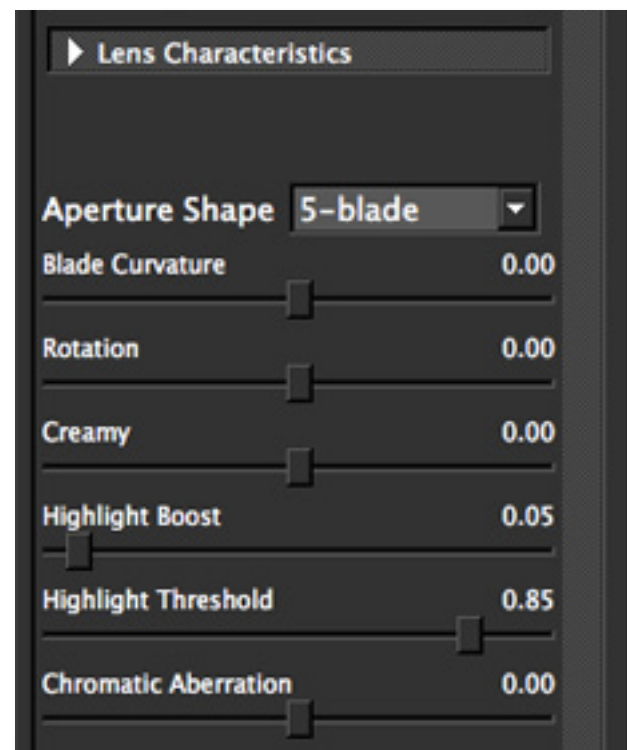 Lens Characteristics
Aperture Shape 5-blade
Blade Curvature 0.00
Rotation 0.00
Creamy 0.00
Highlight Boost 0.05
Highlight Threshold 0.85
Chromatic Aberration 0.00